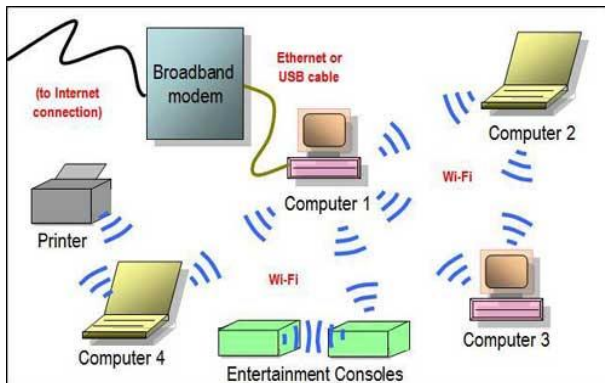 Broadband
modem
Ethernet or
USB cable
(to Internet
connection)
Computer 2
Wi-Fi
Computer 1
Printer
Wi-Fi
Computer 3
Computer 4
Entertainment Consoles